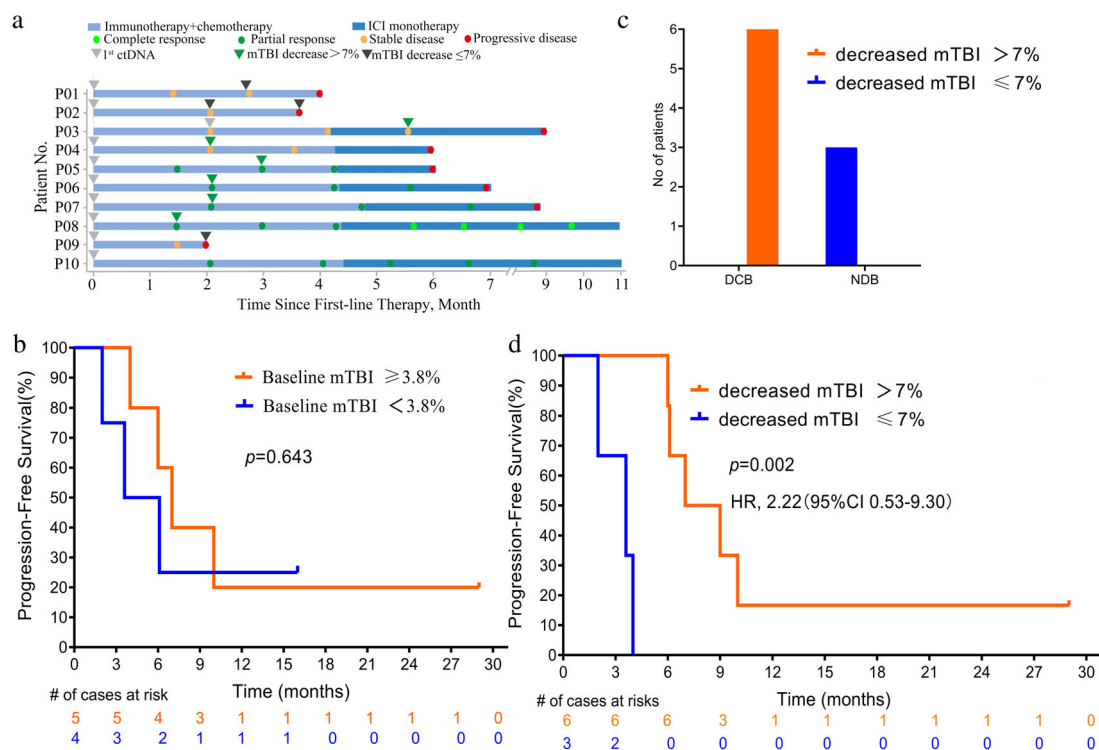 a
Immunotherapy+chemotherapy ICI monotherapy
Complete response Partial response Stable disease Progressive disease
1st ctDNA mTBI decrease>7% mTBI decrease ≤7%
Patient No.
P01
P02
P03
P04
P05
P06
P07
P08
P09
P10
0 1 2 3 4 5 6 7 9 10 11
Time Since First-line Therapy, Month
c
No of patients
6
5
4
3
2
1
0
decreased mTBI >7%
decreased mTBI ≤7%
DCB NDB
b
Progression-Free Survival(%)
100
90
80
70
60
50
40
30
20
10
0
Baseline mTBI ≥3.8%
Baseline mTBI <3.8%
p=0.643
0 3 6 9 12 15 18 21 24 27 30
Time (months)
# of cases at risk
5 5 4 3 1 1 1 1 1 1 0
4 3 2 1 1 1 0 0 0 0 0
d
Progression-Free Survival(%)
100
90
80
70
60
50
40
30
20
10
0
decreased mTBI >7%
decreased mTBI ≤7%
p=0.002
HR, 2.22(95%CI 0.53-9.30)
0 3 6 9 12 15 18 21 24 27 30
Time (months)
# of cases at risks
6 6 6 3 1 1 1 1 1 1 0
3 2 0 0 0 0 0 0 0 0 0